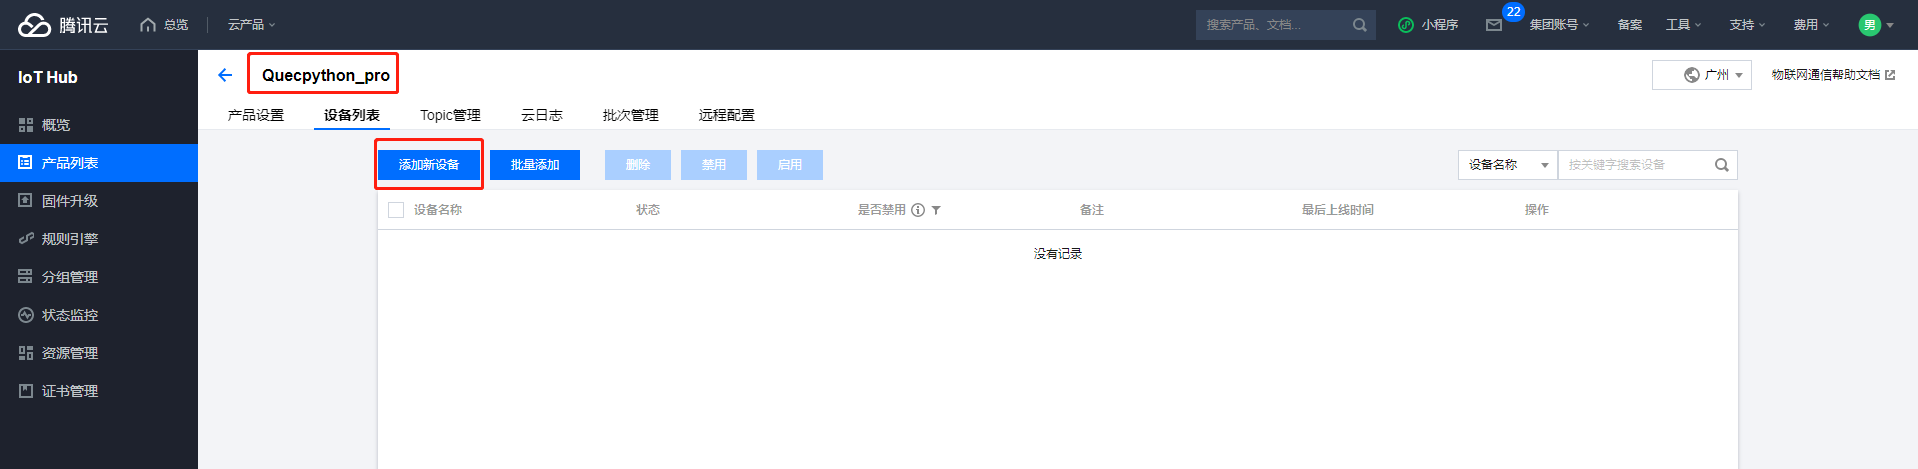 腾讯云 总览 云产品 搜索产品、文档... 小程序 22 集团账号 备案 工具 支持 费用 男
IoT Hub
概览
产品列表
固件升级
规则引擎
分组管理
状态监控
资源管理
证书管理
Quecpython_pro 广州 物联网通信帮助文档
产品设置 设备列表 Topic管理 云日志 批次管理 远程配置
添加新设备 批量添加 删除 禁用 启用 设备名称 按关键字搜索设备
设备名称 状态 是否禁用 备注 最后上线时间 操作
没有记录